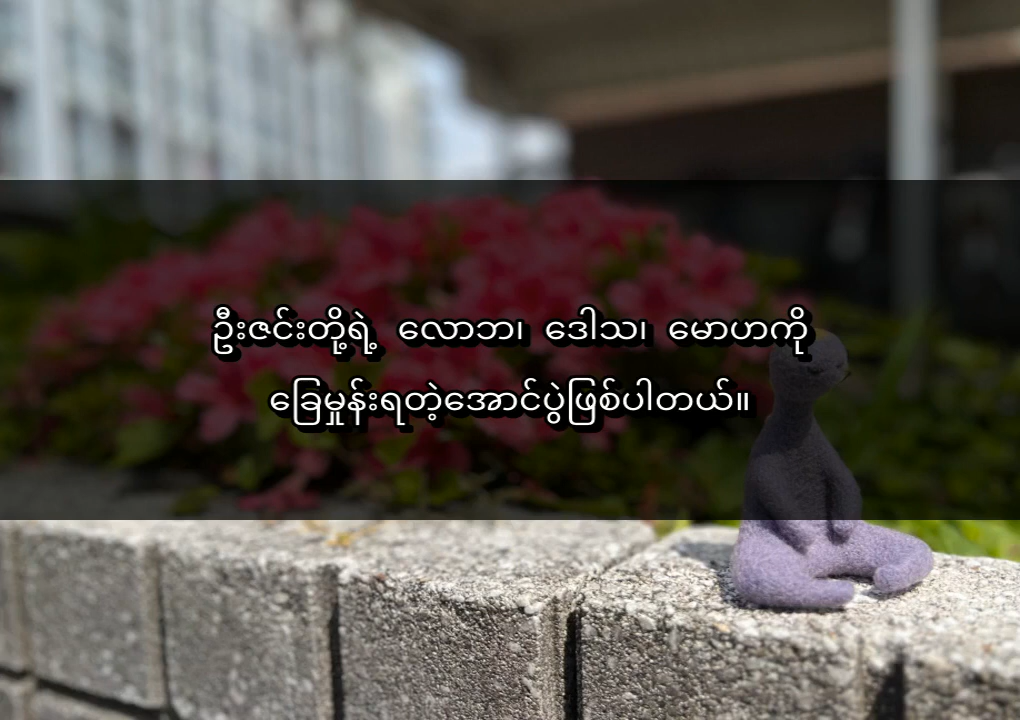 ဦးဇင်းတို့ရဲ့ လောဘ၊ ဒေါသ၊ မောဟကို
ခြေမှုန်းရတဲ့အောင်ပွဲဖြစ်ပါတယ်။